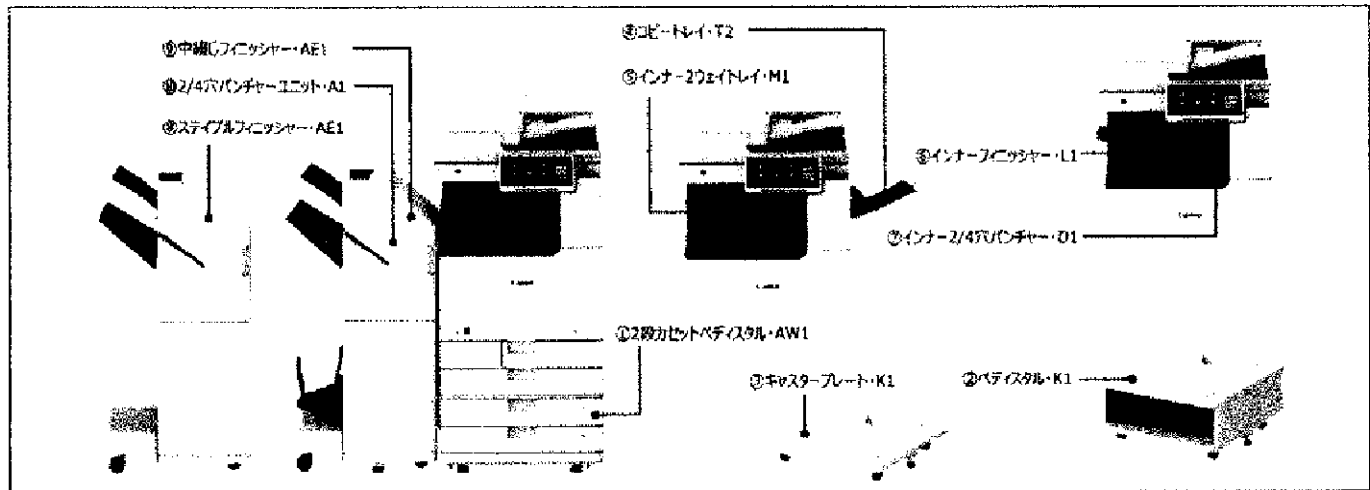 ⑨中綴じフィニッシャー・AE1
⑩2/4穴パンチャーユニット・A1
⑧ステイプルフィニッシャー・AE1
④コピートレイ・T2
⑤インナー2ウェイトレイ・M1
⑥インナーフィニッシャー・L1
⑦インナー2/4穴パンチャー・D1
①2段カセットペディスタル・AW1
③キャスタープレート・K1
②ペディスタル・K1